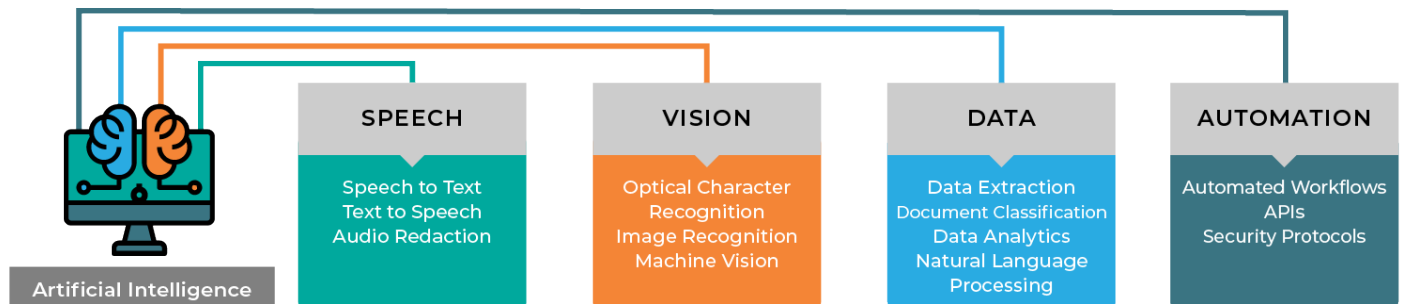 Artificial Intelligence
SPEECH
Speech to Text
Text to Speech
Audio Redaction
VISION
Optical Character
Recognition
Image Recognition
Machine Vision
DATA
Data Extraction
Document Classification
Data Analytics
Natural Language
Processing
AUTOMATION
Automated Workflows
APIs
Security Protocols